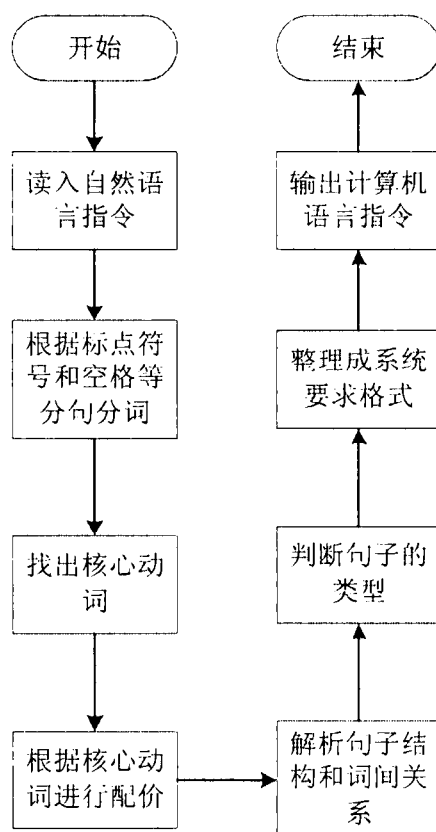 开始
读入自然语
言指令
根据标点符
号和空格等
分句分词
找出核心动
词
根据核心动
词进行配价
解析句子结
构和词间关
系
判断句子的
类型
整理成系统
要求格式
输出计算机
语言指令
结束